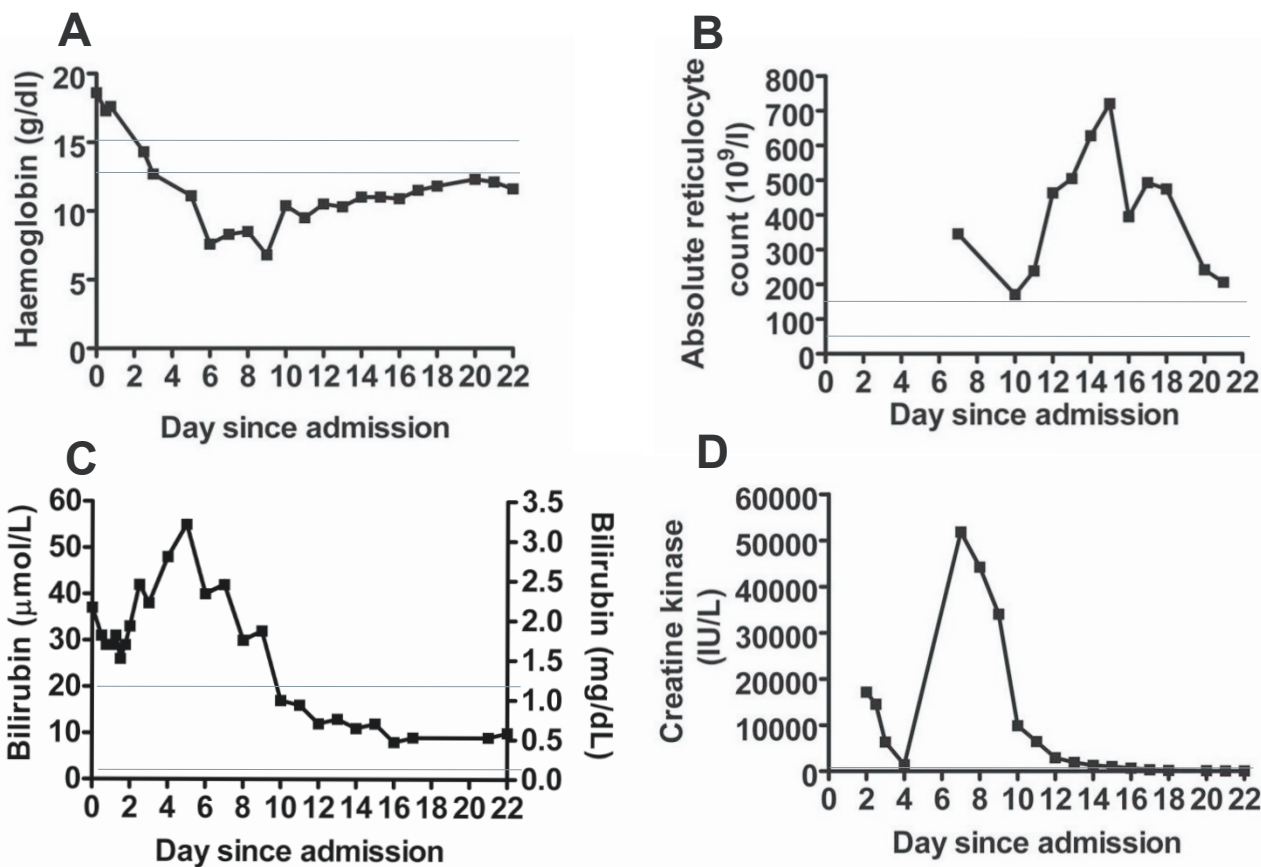 A
Haemoglobin (g/dl)
20
15
10
5
0
0 2 4 6 8 10 12 14 16 18 20 22
Day since admission
B
Absolute reticulocyte
count (10⁹/l)
800
700
600
500
400
300
200
100
0
0 2 4 6 8 10 12 14 16 18 20 22
Day since admission
C
Bilirubin (μmol/L)
60
50
40
30
20
10
0
0 2 4 6 8 10 12 14 16 18 20 22
3.5
3.0
2.5
2.0
1.5
1.0
0.5
0.0
Bilirubin (mg/dL)
Day since admission
D
Creatine kinase
(IU/L)
60000
50000
40000
30000
20000
10000
0
0 2 4 6 8 10 12 14 16 18 20 22
Day since admission